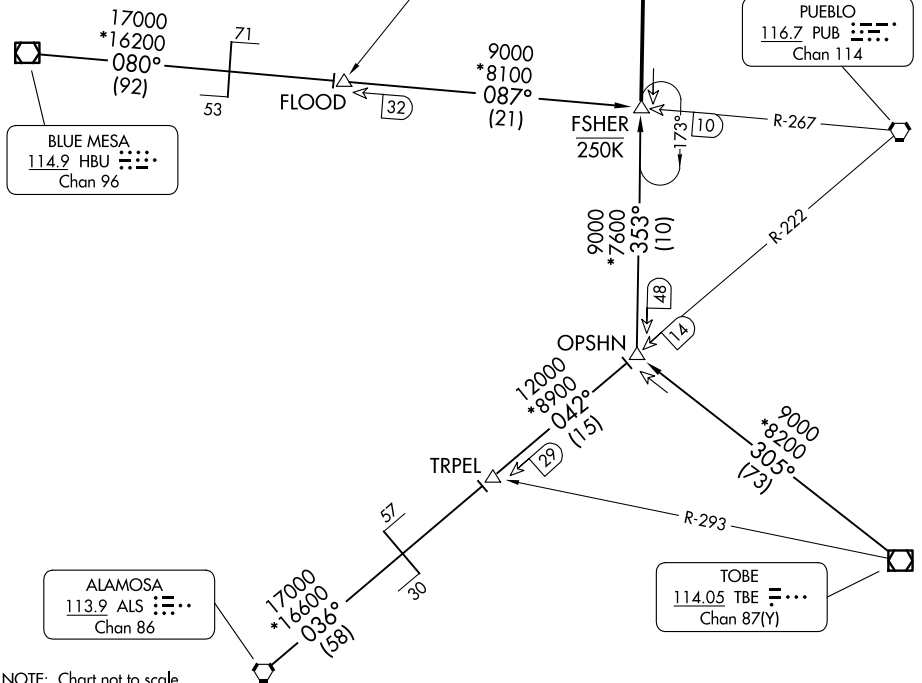 17000
*16200
080°
(92)
71
53
FLOOD
32
9000
*8100
087°
(21)
FSHER
250K
173°
10
R-267
PUEBLO
116.7 PUB
Chan 114
BLUE MESA
114.9 HBU
Chan 96
9000
*7600
353°
(10)
R-222
48
14
OPSHN
12000
*8900
042°
(15)
TRPEL
29
9000
*8200
305°
(73)
R-293
57
30
ALAMOSA
113.9 ALS
Chan 86
17000
*16600
036°
(58)
TOBE
114.05 TBE
Chan 87(Y)
NOTE: Chart not to scale